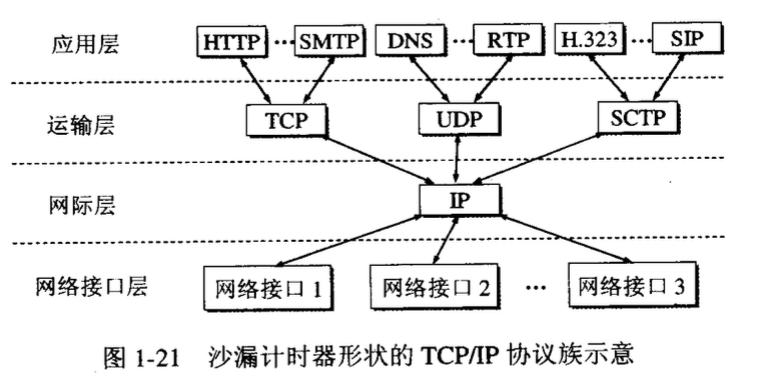 应用层 HTTP ··· SMTP DNS ··· RTP H.323 ··· SIP
运输层 TCP UDP SCTP
网际层 IP
网络接口层 网络接口 1 网络接口 2 ··· 网络接口 3
图 1-21 沙漏计时器形状的 TCP/IP 协议族示意